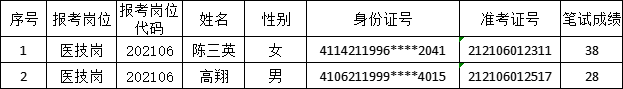 序号 报考岗位 报考岗位代码 姓名 性别 身份证号 准考证号 笔试成绩
1 医技岗 202106 陈三英 女 4114211996****2041 212106012311 38
2 医技岗 202106 高翔 男 4106211999****4015 212106012517 28